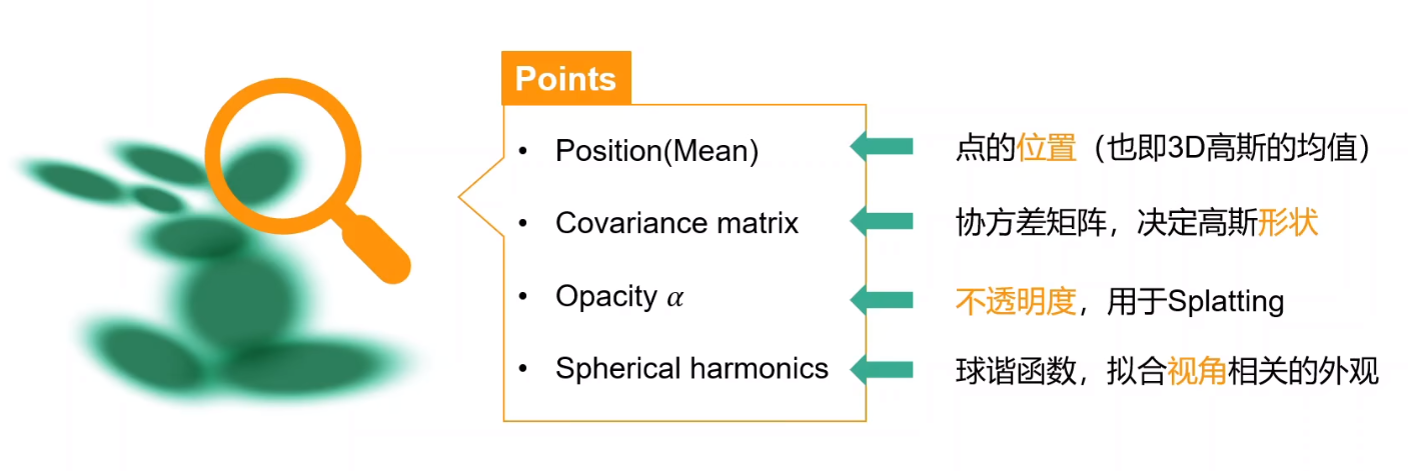 Points
• Position(Mean)
点的位置（也即3D高斯的均值）
• Covariance matrix
协方差矩阵，决定高斯形状
• Opacity α
不透明度，用于Splatting
• Spherical harmonics
球谐函数，拟合视角相关的外观